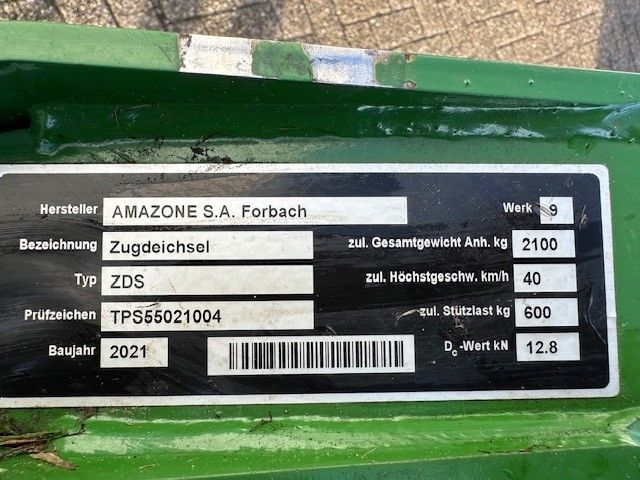 Hersteller AMAZONE S.A. Forbach Werk 9
Bezeichnung Zugdeichsel zul. Gesamtgewicht Anh. kg 2100
Typ ZDS zul. Höchstgeschw. km/h 40
Prüfzeichen TPS55021004 zul. Stützlast kg 600
Baujahr 2021 Dc-Wert kN 12.8